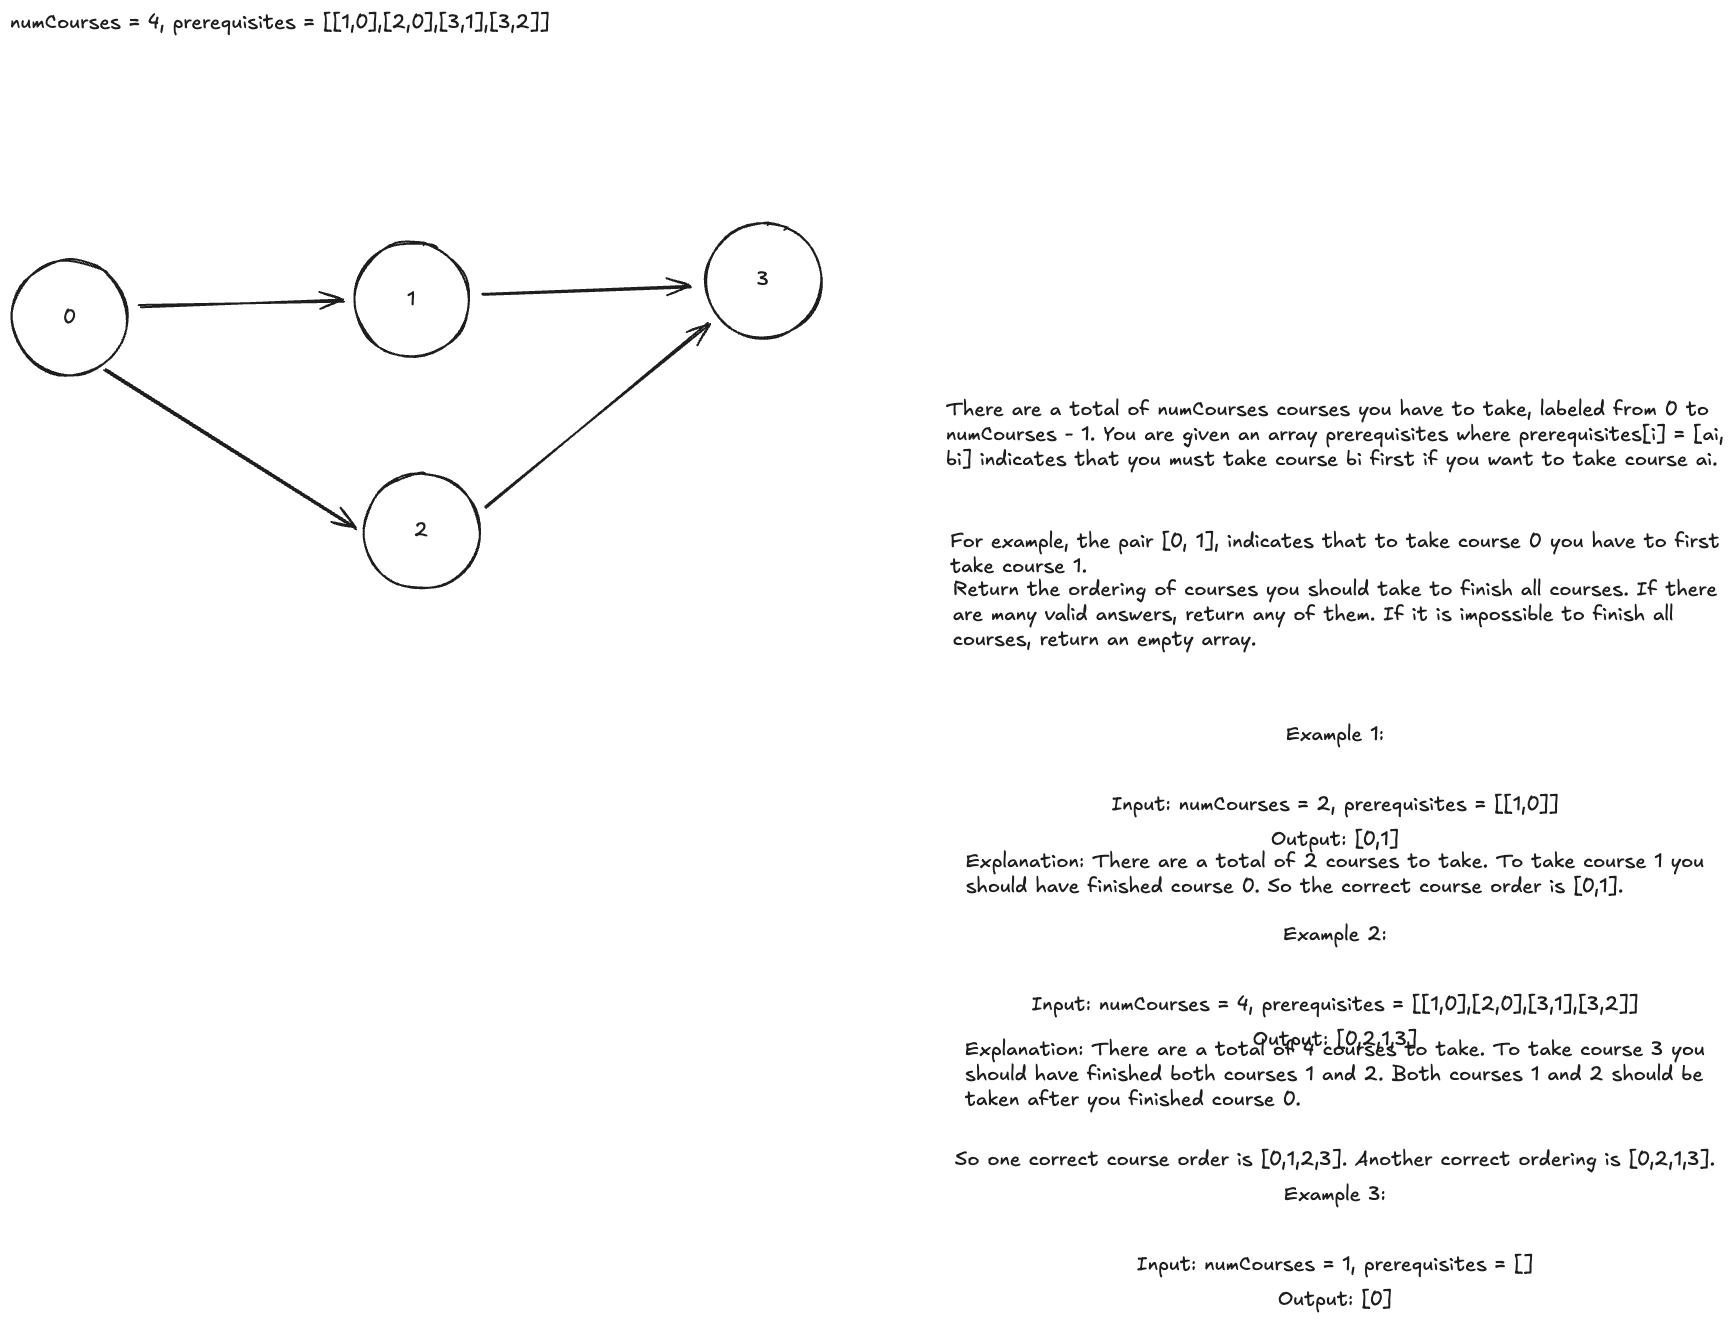 numCourses = 4, prerequisites = [[1,0],[2,0],[3,1],[3,2]]
0
1
3
2
There are a total of numCourses courses you have to take, labeled from 0 to
numCourses - 1. You are given an array prerequisites where prerequisites[i] = [ai,
bi] indicates that you must take course bi first if you want to take course ai.
For example, the pair [0, 1], indicates that to take course 0 you have to first
take course 1.
Return the ordering of courses you should take to finish all courses. If there
are many valid answers, return any of them. If it is impossible to finish all
courses, return an empty array.
Example 1:
Input: numCourses = 2, prerequisites = [[1,0]]
Output: [0,1]
Explanation: There are a total of 2 courses to take. To take course 1 you
should have finished course 0. So the correct course order is [0,1].
Example 2:
Input: numCourses = 4, prerequisites = [[1,0],[2,0],[3,1],[3,2]]
Output: [0,2,1,3]
Explanation: There are a total of 4 courses to take. To take course 3 you
should have finished both courses 1 and 2. Both courses 1 and 2 should be
taken after you finished course 0.
So one correct course order is [0,1,2,3]. Another correct ordering is [0,2,1,3].
Example 3:
Input: numCourses = 1, prerequisites = []
Output: [0]